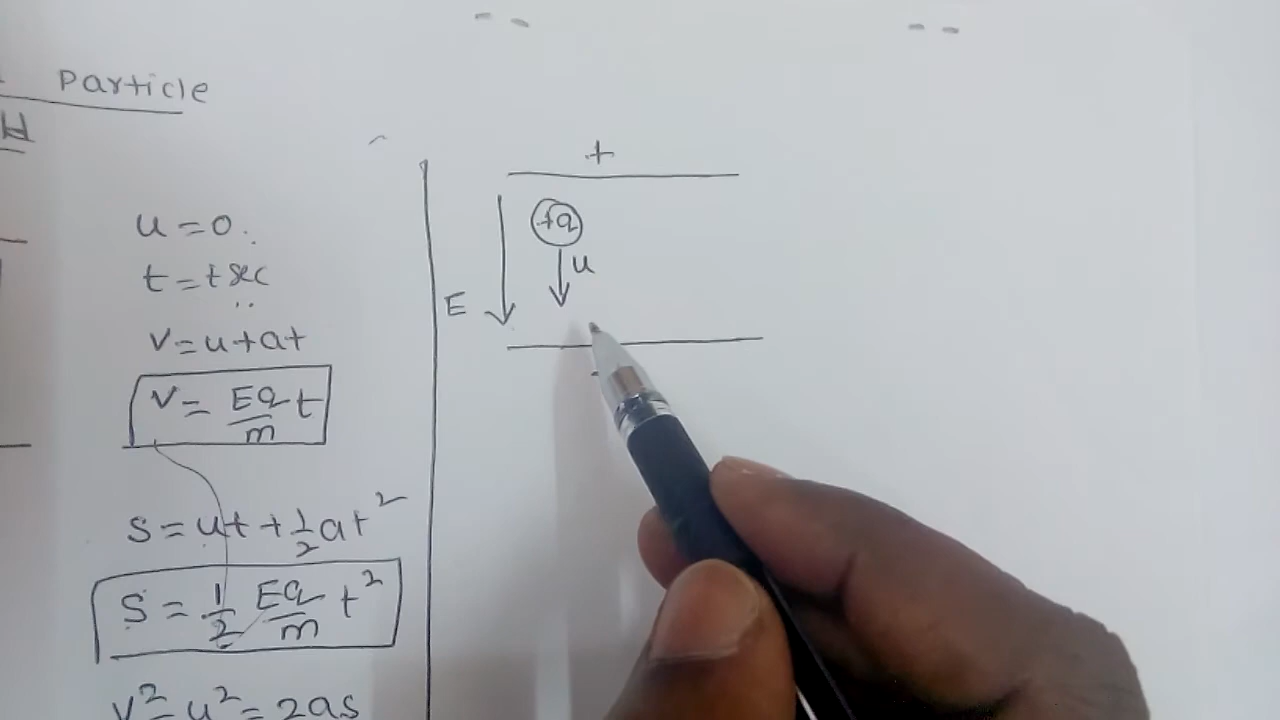 Particle
u = 0.
t = t sec
v = u + at
v = Eq/m t
S = ut + 1/2 at²
S = 1/2 Eq/m t²
v² - u² = 2as
+
+q
u
E
-